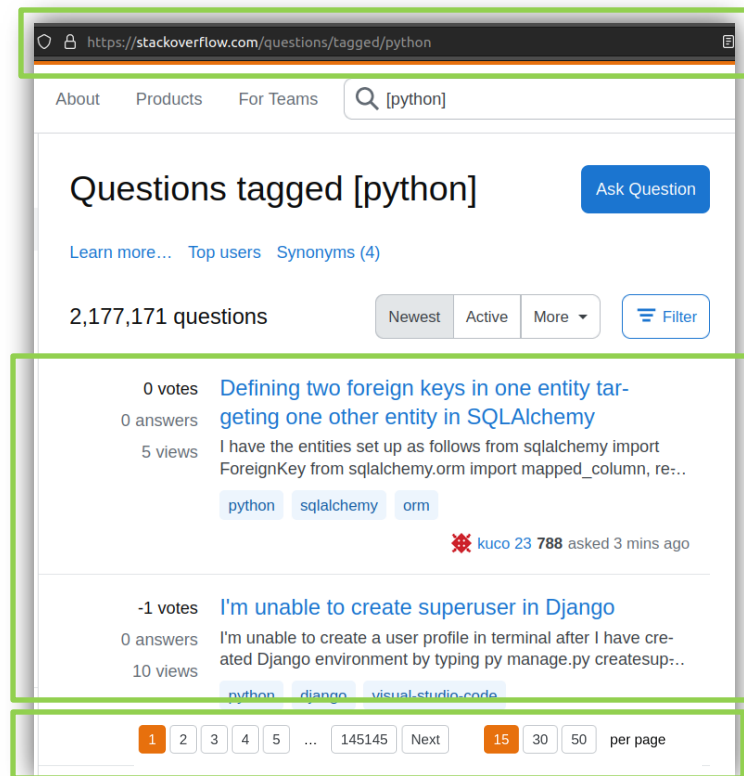 https://stackoverflow.com/questions/tagged/python
About Products For Teams [python]
Questions tagged [python]
Ask Question
Learn more… Top users Synonyms (4)
2,177,171 questions
Newest Active More Filter
0 votes
0 answers
5 views
Defining two foreign keys in one entity tar-
geting one other entity in SQLAlchemy
I have the entities set up as follows from sqlalchemy import
ForeignKey from sqlalchemy.orm import mapped_column, re-…
python sqlalchemy orm
kuco 23 788 asked 3 mins ago
-1 votes
0 answers
10 views
I'm unable to create superuser in Django
I'm unable to create a user profile in terminal after I have cre-
ated Django environment by typing py manage.py createsup-…
python django visual-studio-code
1 2 3 4 5 … 145145 Next 15 30 50 per page